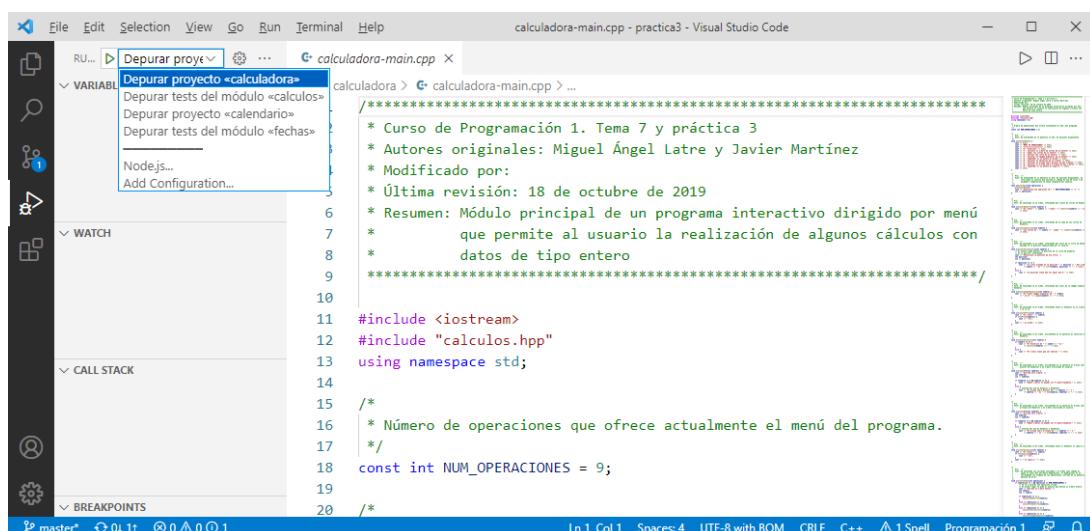 File Edit Selection View Go Run Terminal Help calculadora-main.cpp - practica3 - Visual Studio Code
RU... Depurar proye ... calculadora-main.cpp
VARIABL
Depurar proyecto «calculadora»
Depurar tests del módulo «calculos»
Depurar proyecto «calendario»
Depurar tests del módulo «fechas»
Node.js...
Add Configuration...
WATCH
CALL STACK
BREAKPOINTS
1
calculadora > calculadora-main.cpp > ...
/*************************************************************************
* Curso de Programación 1. Tema 7 y práctica 3
* Autores originales: Miguel Ángel Latre y Javier Martínez
* Modificado por:
* Última revisión: 18 de octubre de 2019
6 * Resumen: Módulo principal de un programa interactivo dirigido por menú
7 * que permite al usuario la realización de algunos cálculos con
8 * datos de tipo entero
9 *************************************************************************/
10
11 #include <iostream>
12 #include "calculos.hpp"
13 using namespace std;
14
15 /*
16 * Número de operaciones que ofrece actualmente el menú del programa.
17 */
18 const int NUM_OPERACIONES = 9;
19
20 /*
master* 0↓ 1↑ 0 0 1 Ln 1, Col 1 Spaces: 4 UTF-8 with BOM CRLF C++ 1 Spell Programación 1